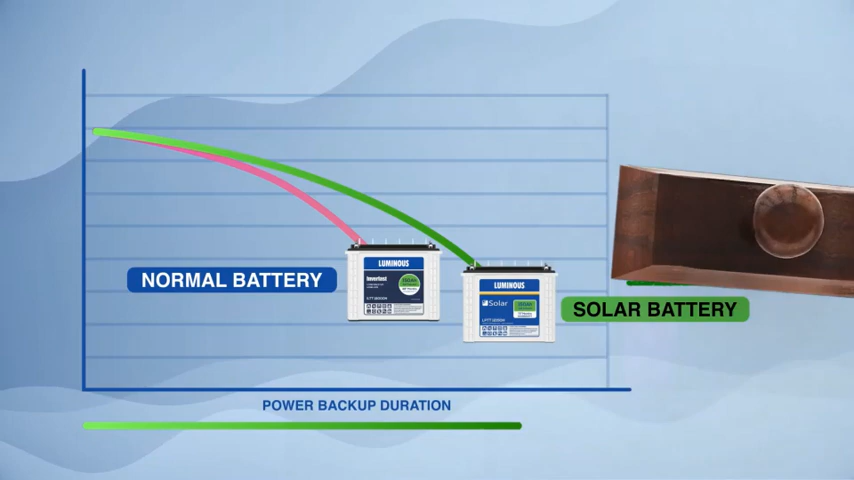 NORMAL BATTERY
LUMINOUS
Inverlast
LUMINOUS
Solar
SOLAR BATTERY
POWER BACKUP DURATION